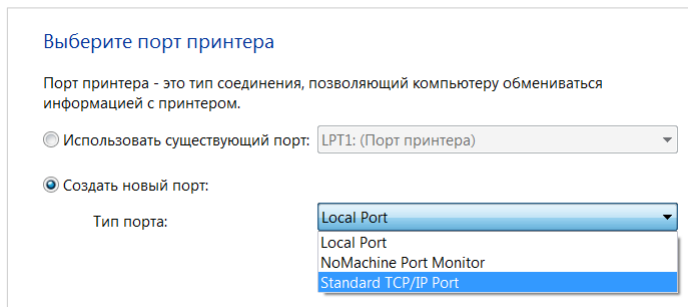 Выберите порт принтера
Порт принтера - это тип соединения, позволяющий компьютеру обмениваться
информацией с принтером.
Использовать существующий порт: LPT1: (Порт принтера)
Создать новый порт:
Тип порта: Local Port
Local Port
NoMachine Port Monitor
Standard TCP/IP Port